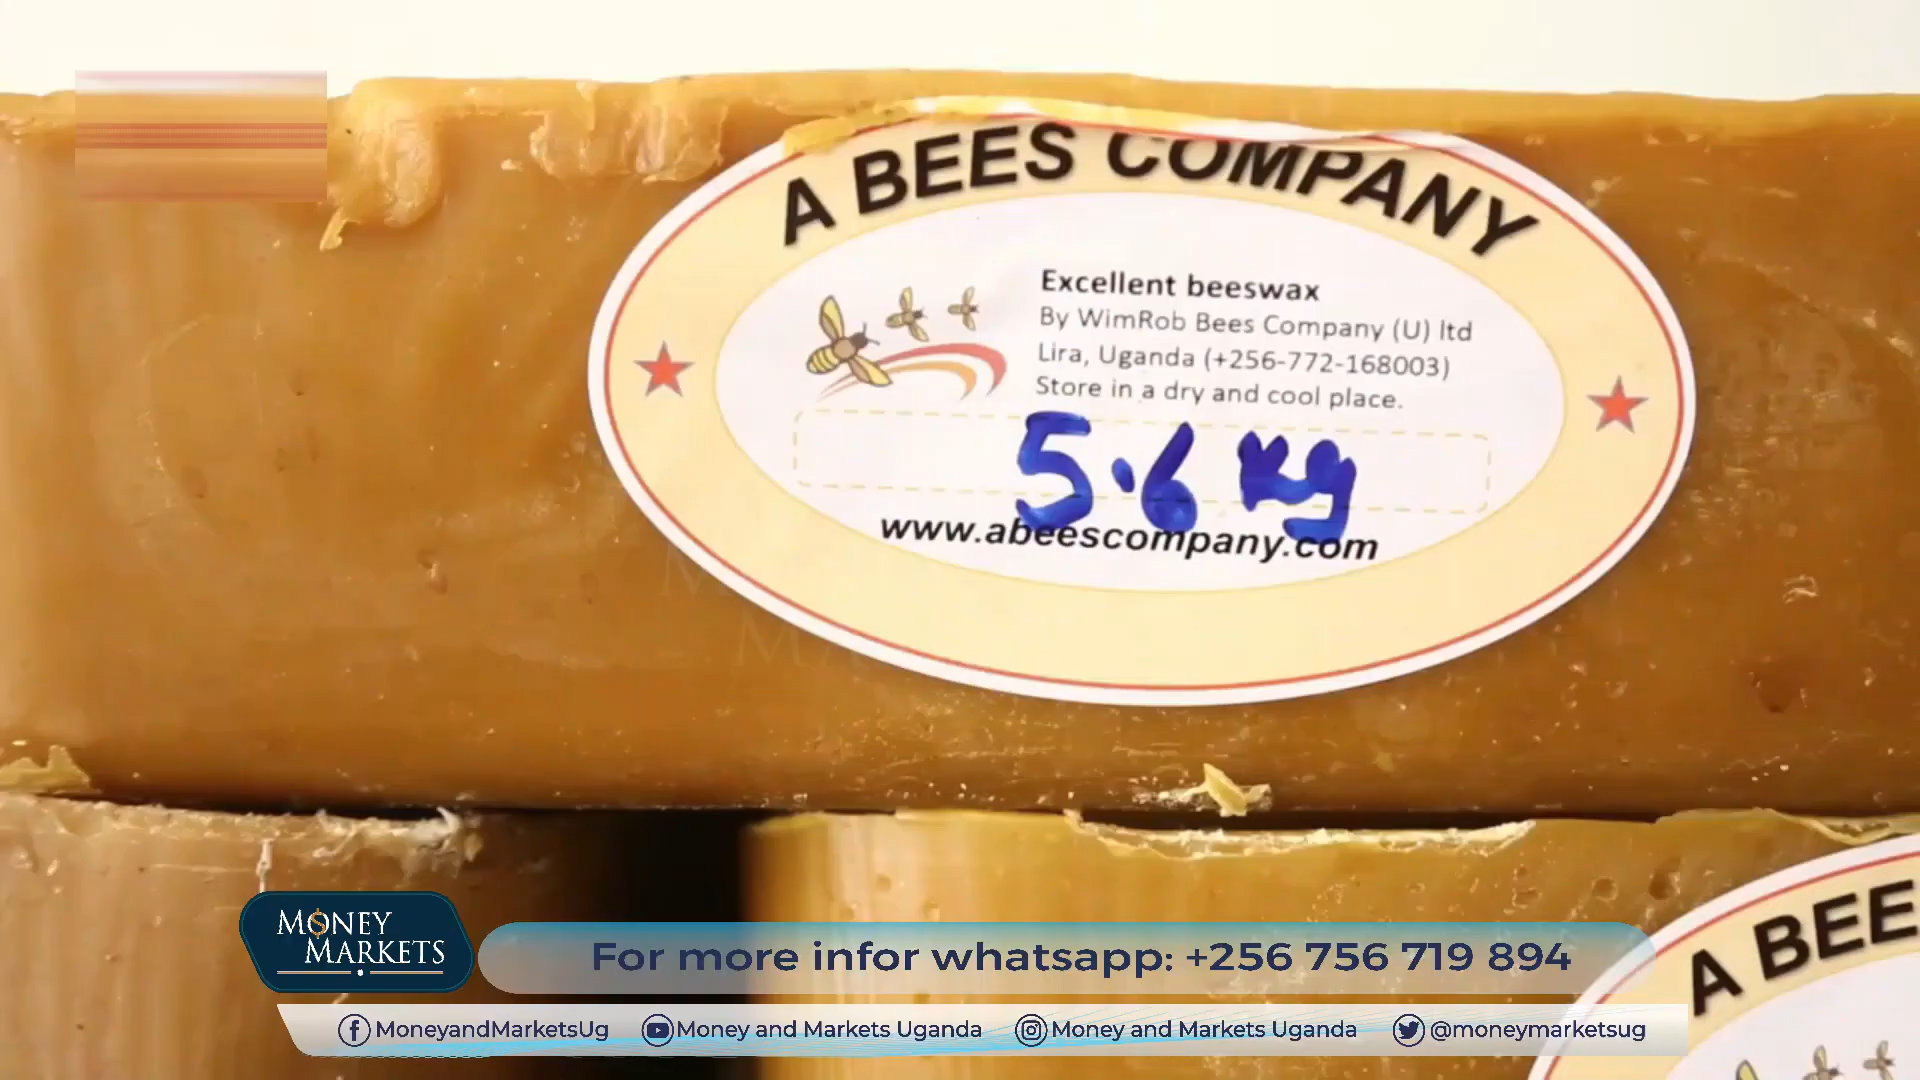 A BEES COMPANY
Excellent beeswax
By WimRob Bees Company (U) ltd
Lira, Uganda (+256-772-168003)
Store in a dry and cool place.
5.6 Kg
www.abeescompany.com
A BEE
MONEY
MARKETS
For more infor whatsapp: +256 756 719 894
MoneyandMarketsUg
Money and Markets Uganda
Money and Markets Uganda
@moneymarketsug